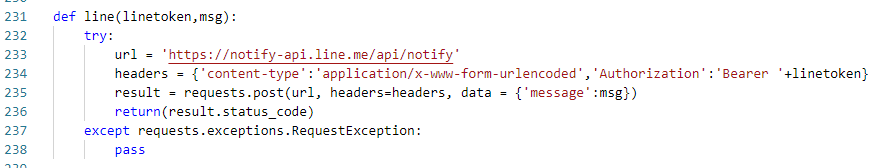 231 def line(linetoken,msg):
232 try:
233 url = 'https://notify-api.line.me/api/notify'
234 headers = {'content-type':'application/x-www-form-urlencoded','Authorization':'Bearer '+linetoken}
235 result = requests.post(url, headers=headers, data = {'message':msg})
236 return(result.status_code)
237 except requests.exceptions.RequestException:
238 pass